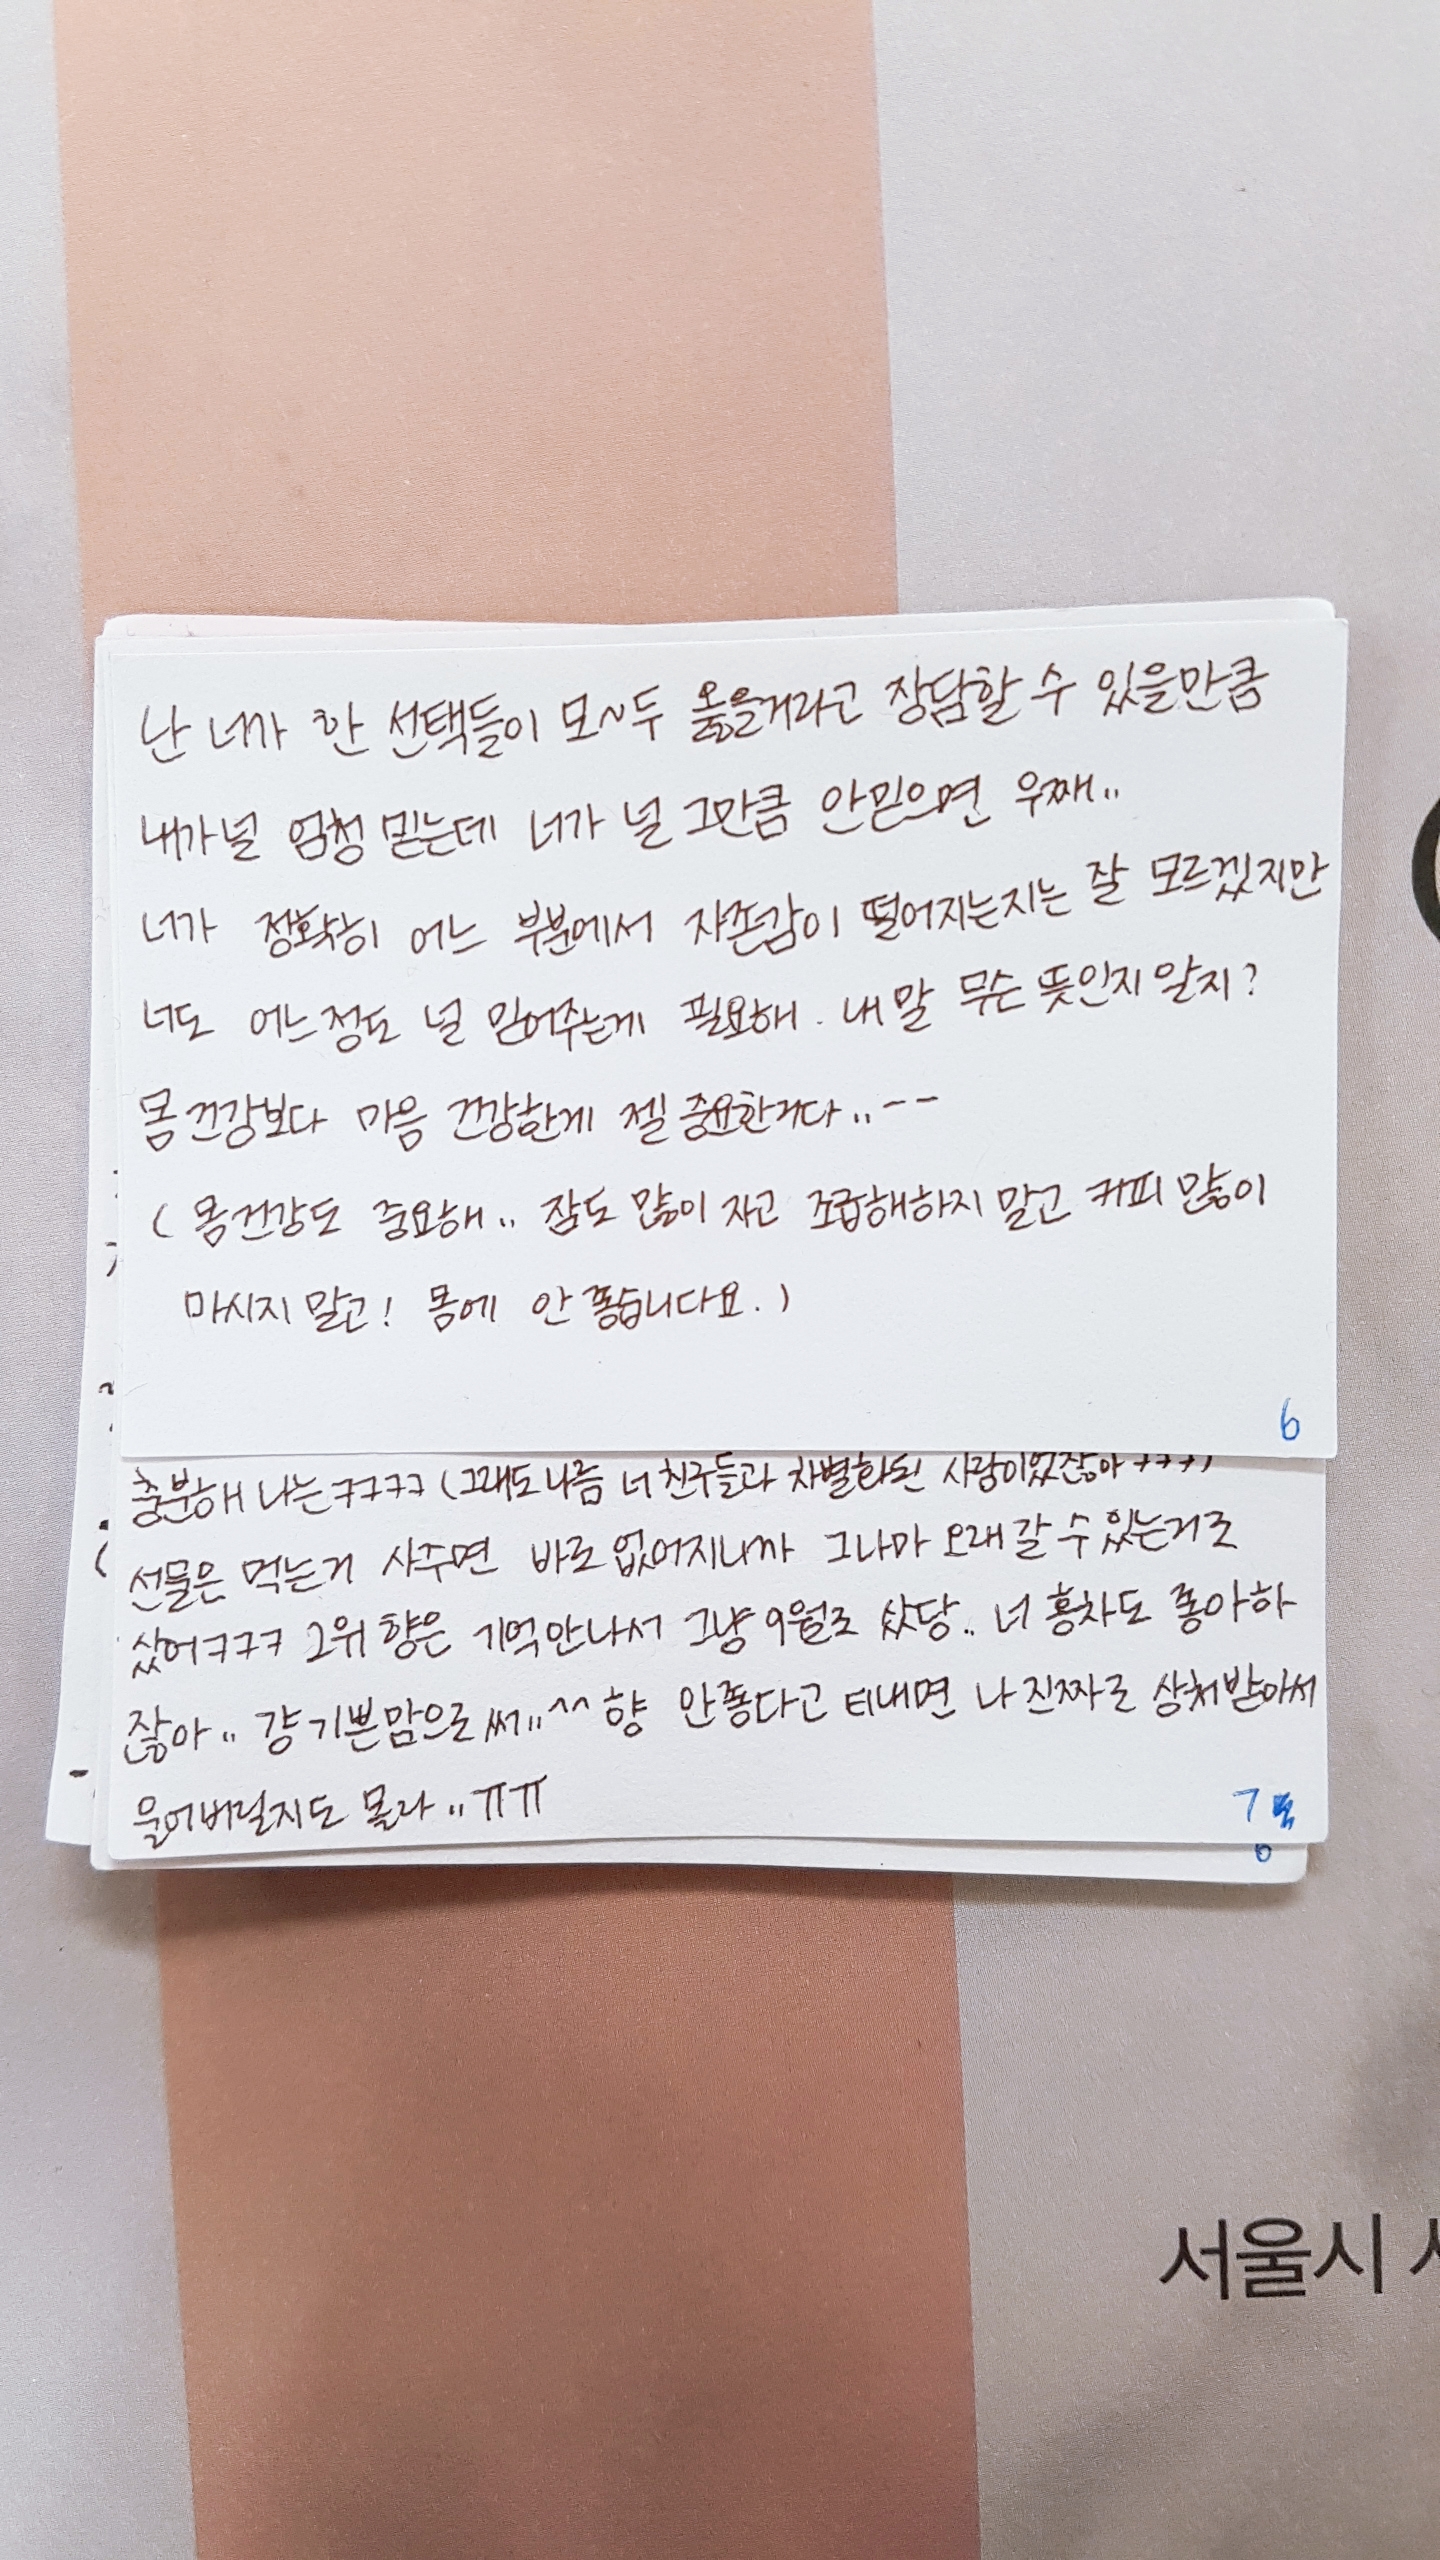 난 너가 한 선택들이 모~두 옳을거라고 장담할 수 있을만큼
내가 널 엄청 믿는데 너가 널 그만큼 안믿으면 우째..
너가 정확히 어느 부분에서 자존감이 떨어지는지는 잘 모르겠지만
너도 어느정도 널 믿어주는게 필요해. 내 말 무슨 뜻인지 알지?
몸 건강보다 마음 건강한게 젤 중요한거다..--
( 몸건강도 중요해.. 잠도 많이 자고 조급해하지 말고 커피 많이
마시지 말고! 몸에 안 좋습니다요. )
6
충분해 나는ㅋㅋㅋㅋ (그래도 나름 너 친구들과 차별화된 사랑이었잖아ㅋㅋㅋ)
선물은 먹는거 사주면 바로 없어지니까 그나마 오래갈 수 있는거로
샀어ㅋㅋㅋ 2위 향은 기억안나서 그냥 9월로 샀당.. 너 홍차도 좋아하
잖아.. 걍 기쁜맘으로 써..^^ 향 안좋다고 티내면 나 진짜로 상처받아서
울어버릴지도 몰라..ㅠㅠ
7
6
서울시